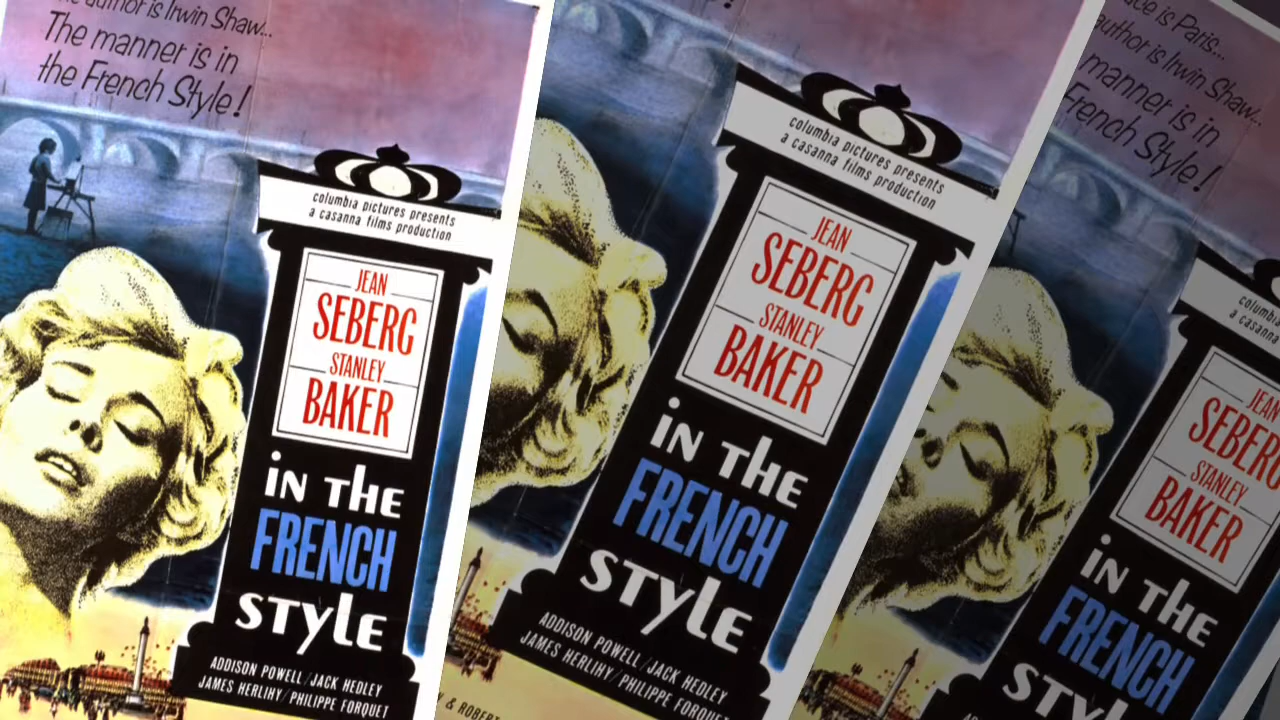 The author is Irwin Shaw...
The manner is in
the French Style!
columbia pictures presents
a casanna films production
JEAN
SEBERG
STANLEY
BAKER
in THE
FRENCH
STYLE
ADDISON POWELL / JACK HEDLEY
JAMES HERLIHY / PHILIPPE FORQUET
columbia pictures presents
a casanna films production
JEAN
SEBERG
STANLEY
BAKER
in THE
FRENCH
STYLE
ADDISON POWELL / JACK HEDLEY
JAMES HERLIHY / PHILIPPE FORQUET
& ROBERT
is Paris...
author is Irwin Shaw...
manner is in
French Style!
a casanna
JEAN
SEBERG
STANLEY
BAKER
in THE
FRENCH